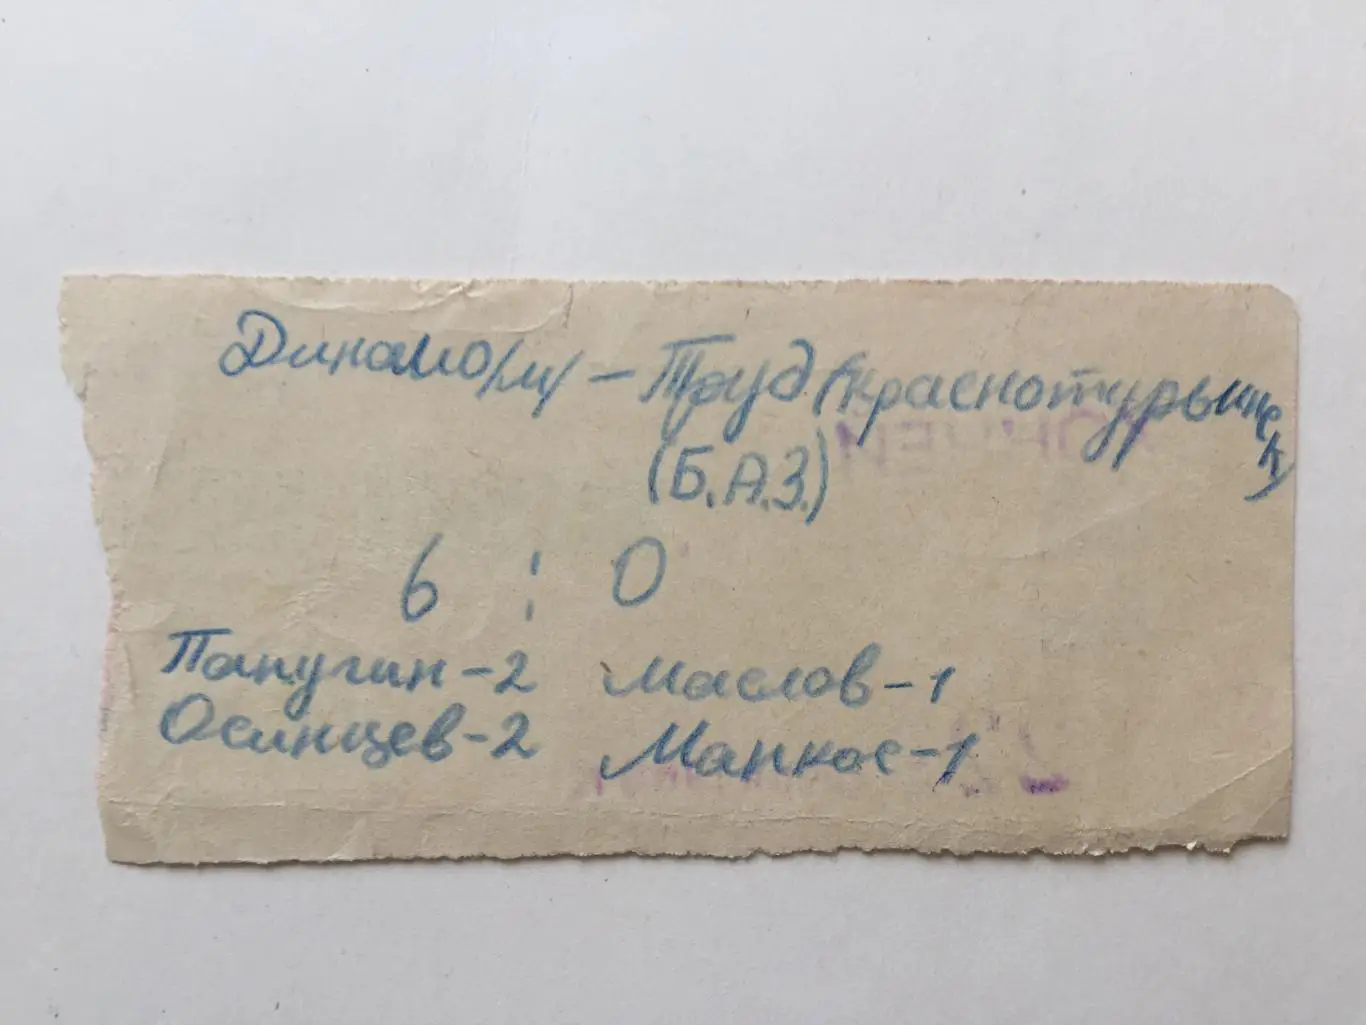 Динамо /м/ - Труд (Краснотурьинск)
(Б.А.З.)
6 : 0
Папугин-2 Маслов-1
Осинцев-2 Манкос-1